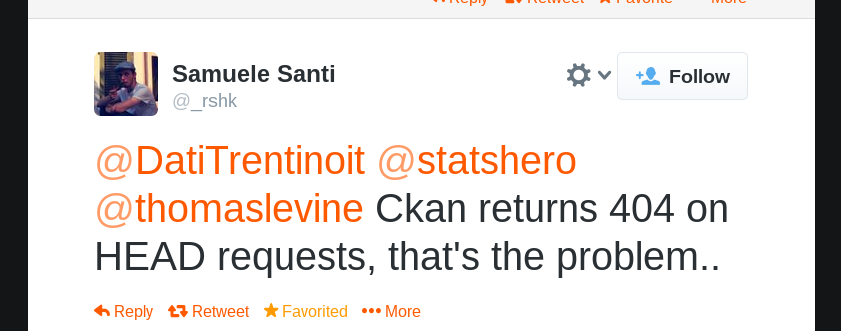 Reply Retweet Favorite More
Samuele Santi
@_rshk
Follow
@DatiTrentinoit @statshero
@thomaslevine Ckan returns 404 on
HEAD requests, that's the problem..
Reply Retweet Favorited More